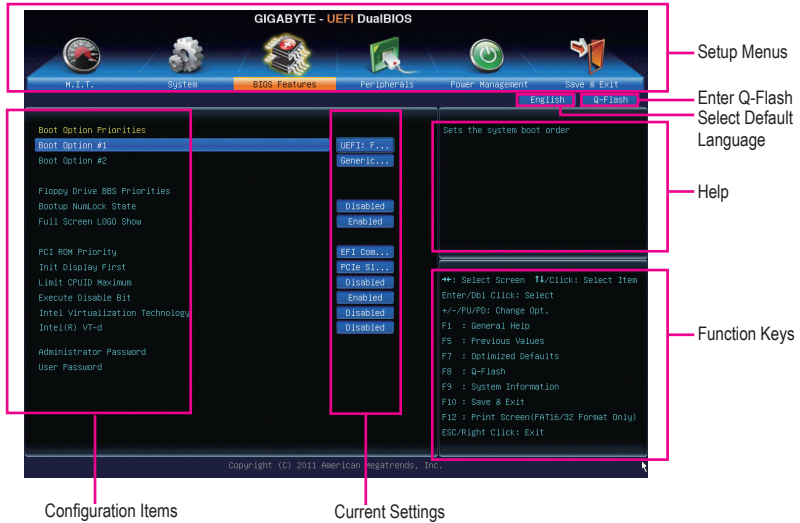 GIGABYTE - UEFI DualBIOS
M.I.T. System BIOS Features Peripherals Power Management Save & Exit
Setup Menus
English Q-Flash
Enter Q-Flash
Select Default
Language
Boot Option Priorities
Boot Option #1 UEFI: F...
Boot Option #2 Generic...
Floppy Drive BBS Priorities
Bootup NumLock State Disabled
Full Screen LOGO Show Enabled
PCI ROM Priority EFI Com...
Init Display First PCIe Sl...
Limit CPUID Maximum Disabled
Execute Disable Bit Enabled
Intel Virtualization Technology Disabled
Intel(R) VT-d Disabled
Administrator Password
User Password
Sets the system boot order
Help
→←: Select Screen ↑↓/Click: Select Item
Enter/Dbl Click: Select
+/-/PU/PD: Change Opt.
F1 : General Help
F5 : Previous Values
F7 : Optimized Defaults
F8 : Q-Flash
F9 : System Information
F10 : Save & Exit
F12 : Print Screen(FAT16/32 Format Only)
ESC/Right Click: Exit
Function Keys
Copyright (C) 2011 American Megatrends, Inc.
Configuration Items
Current Settings